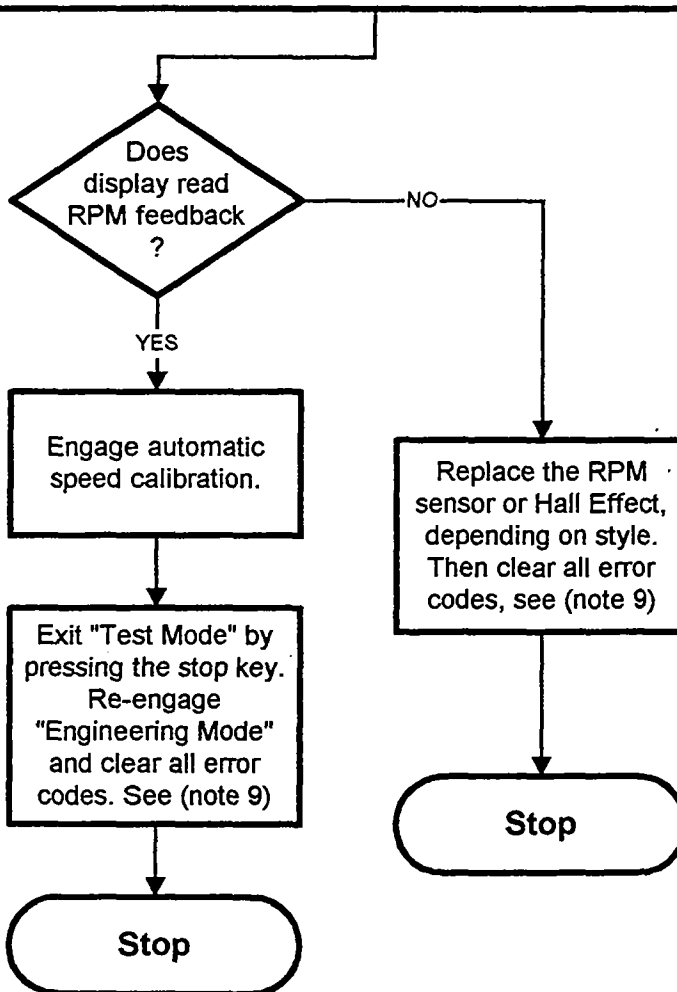 Does
display read
RPM feedback
?
NO
YES
Engage automatic
speed calibration.
Replace the RPM
sensor or Hall Effect,
depending on style.
Then clear all error
codes, see (note 9)
Exit "Test Mode" by
pressing the stop key.
Re-engage
"Engineering Mode"
and clear all error
codes. See (note 9)
Stop
Stop